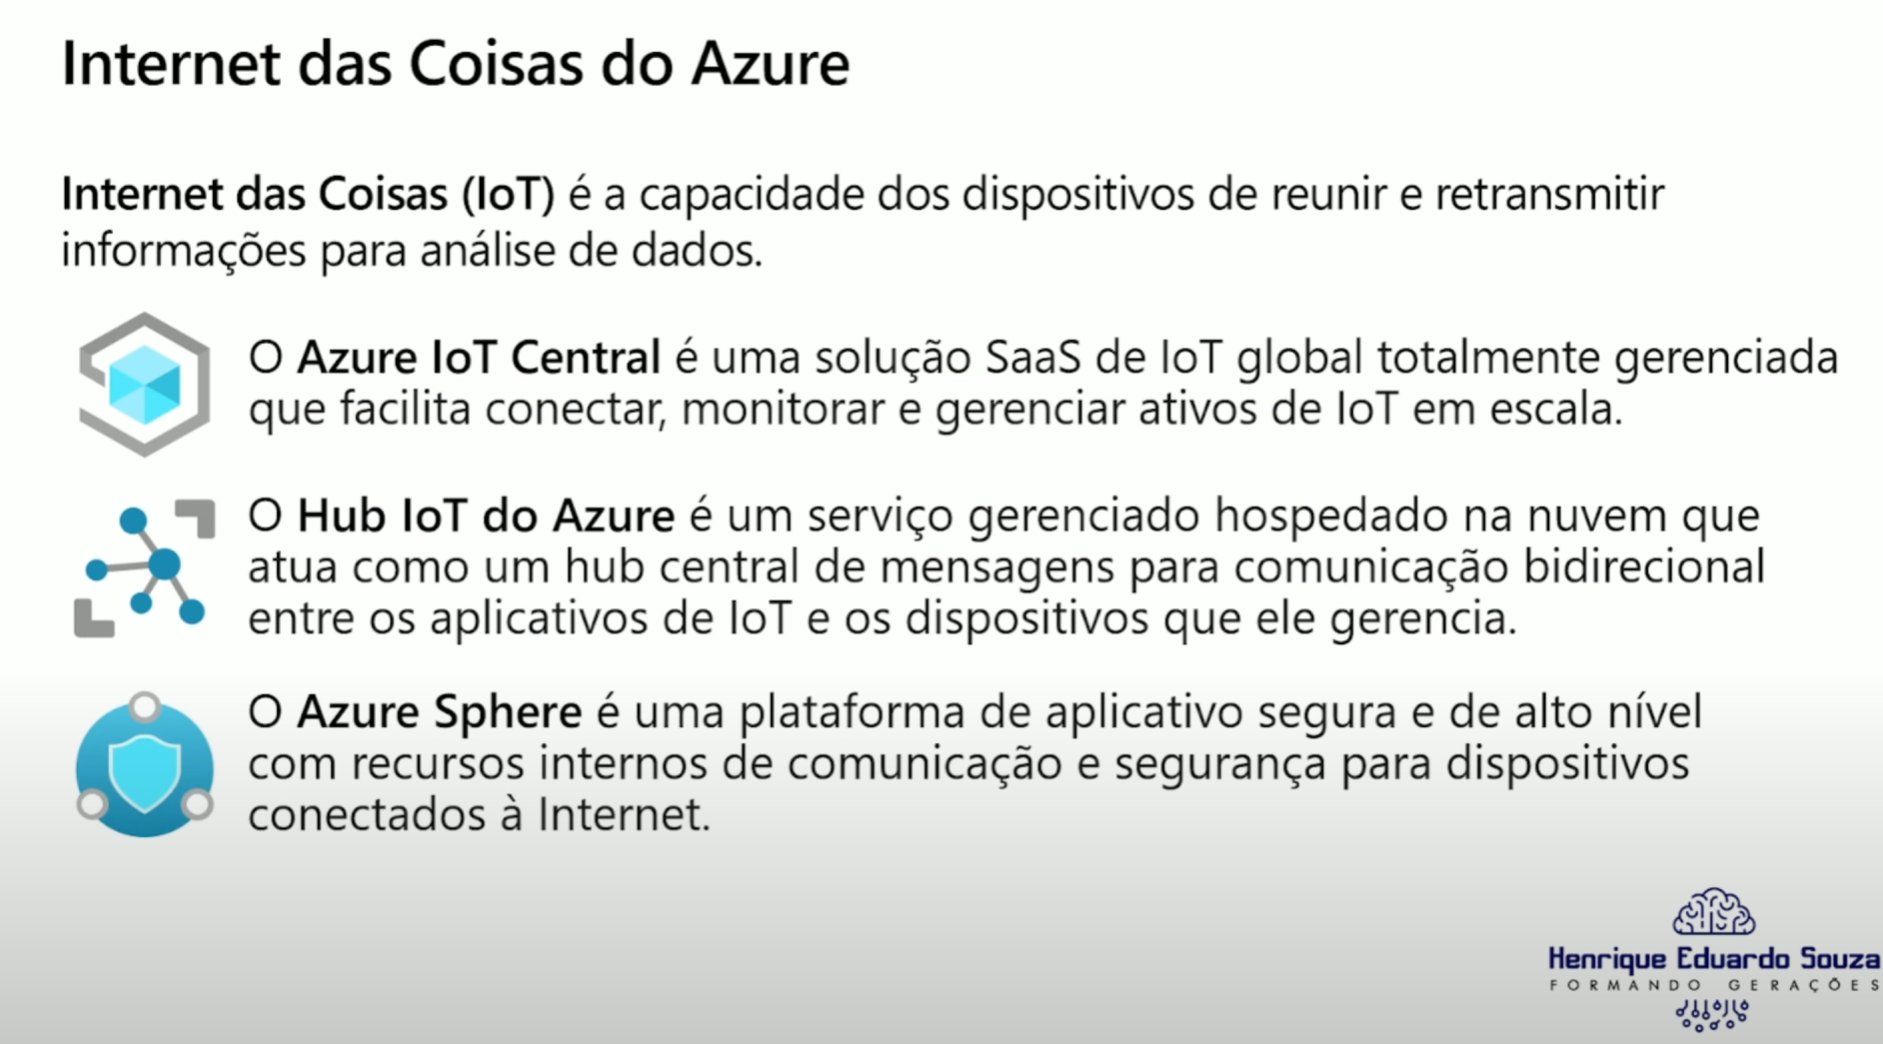 Internet das Coisas do Azure
Internet das Coisas (IoT) é a capacidade dos dispositivos de reunir e retransmitir
informações para análise de dados.
O Azure IoT Central é uma solução SaaS de IoT global totalmente gerenciada
que facilita conectar, monitorar e gerenciar ativos de IoT em escala.
O Hub IoT do Azure é um serviço gerenciado hospedado na nuvem que
atua como um hub central de mensagens para comunicação bidirecional
entre os aplicativos de IoT e os dispositivos que ele gerencia.
O Azure Sphere é uma plataforma de aplicativo segura e de alto nível
com recursos internos de comunicação e segurança para dispositivos
conectados à Internet.
Henrique Eduardo Souza
FORMANDO GERAÇÕES